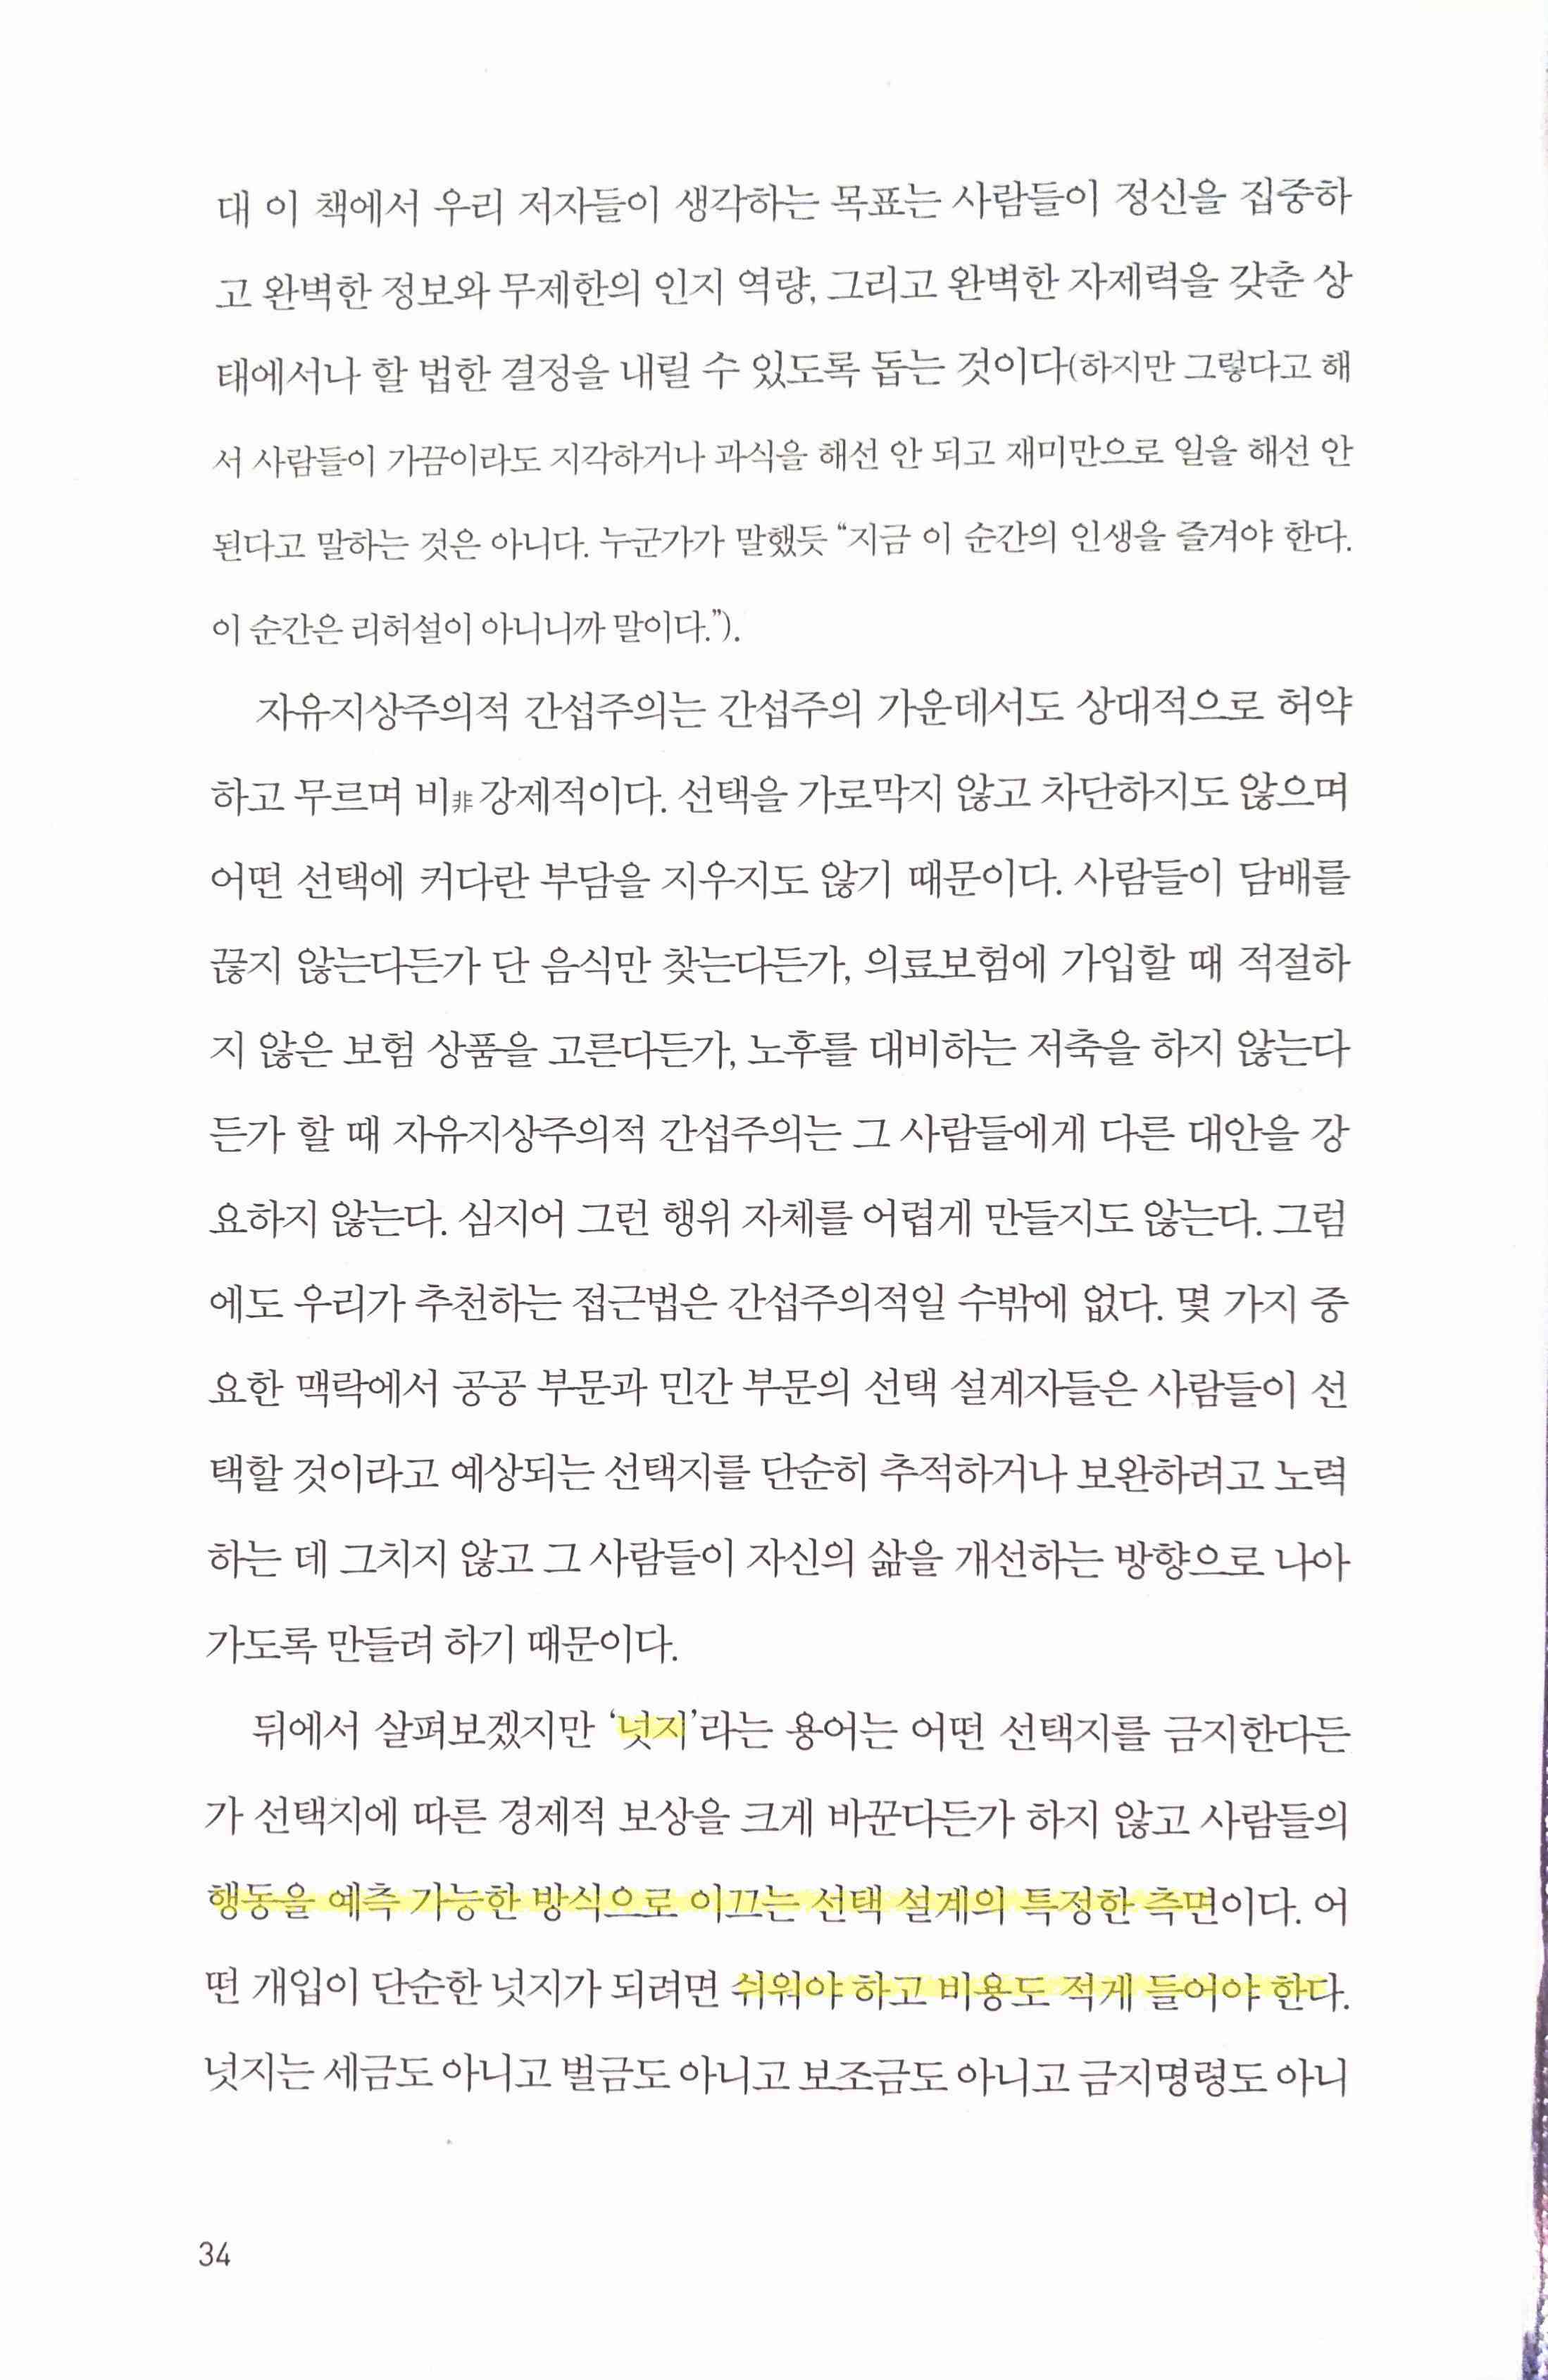 대 이 책에서 우리 저자들이 생각하는 목표는 사람들이 정신을 집중하
고 완벽한 정보와 무제한의 인지 역량, 그리고 완벽한 자제력을 갖춘 상
태에서나 할 법한 결정을 내릴 수 있도록 돕는 것이다(하지만 그렇다고 해
서 사람들이 가끔이라도 지각하거나 과식을 해선 안 되고 재미만으로 일을 해선 안
된다고 말하는 것은 아니다. 누군가가 말했듯 “지금 이 순간의 인생을 즐겨야 한다.
이 순간은 리허설이 아니니까 말이다.”).
자유지상주의적 간섭주의는 간섭주의 가운데서도 상대적으로 허약
하고 무르며 비非강제적이다. 선택을 가로막지 않고 차단하지도 않으며
어떤 선택에 커다란 부담을 지우지도 않기 때문이다. 사람들이 담배를
끊지 않는다든가 단 음식만 찾는다든가, 의료보험에 가입할 때 적절하
지 않은 보험 상품을 고른다든가, 노후를 대비하는 저축을 하지 않는다
든가 할 때 자유지상주의적 간섭주의는 그 사람들에게 다른 대안을 강
요하지 않는다. 심지어 그런 행위 자체를 어렵게 만들지도 않는다. 그럼
에도 우리가 추천하는 접근법은 간섭주의적일 수밖에 없다. 몇 가지 중
요한 맥락에서 공공 부문과 민간 부문의 선택 설계자들은 사람들이 선
택할 것이라고 예상되는 선택지를 단순히 추적하거나 보완하려고 노력
하는 데 그치지 않고 그 사람들이 자신의 삶을 개선하는 방향으로 나아
가도록 만들려 하기 때문이다.
뒤에서 살펴보겠지만 ‘넛지’라는 용어는 어떤 선택지를 금지한다든
가 선택지에 따른 경제적 보상을 크게 바꾼다든가 하지 않고 사람들의
행동을 예측 가능한 방식으로 이끄는 선택 설계의 특정한 측면이다. 어
떤 개입이 단순한 넛지가 되려면 쉬워야 하고 비용도 적게 들어야 한다.
넛지는 세금도 아니고 벌금도 아니고 보조금도 아니고 금지명령도 아니
34